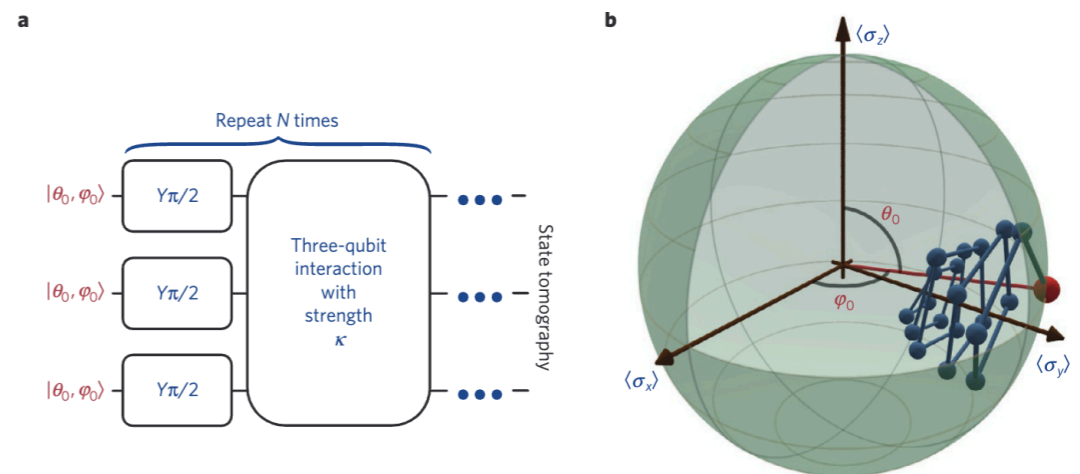 a
Repeat N times
|θ₀, φ₀⟩
Yπ/2
|θ₀, φ₀⟩
Yπ/2
|θ₀, φ₀⟩
Yπ/2
Three-qubit
interaction
with
strength
κ
State tomography
b
⟨σz⟩
θ₀
φ₀
⟨σx⟩
⟨σy⟩